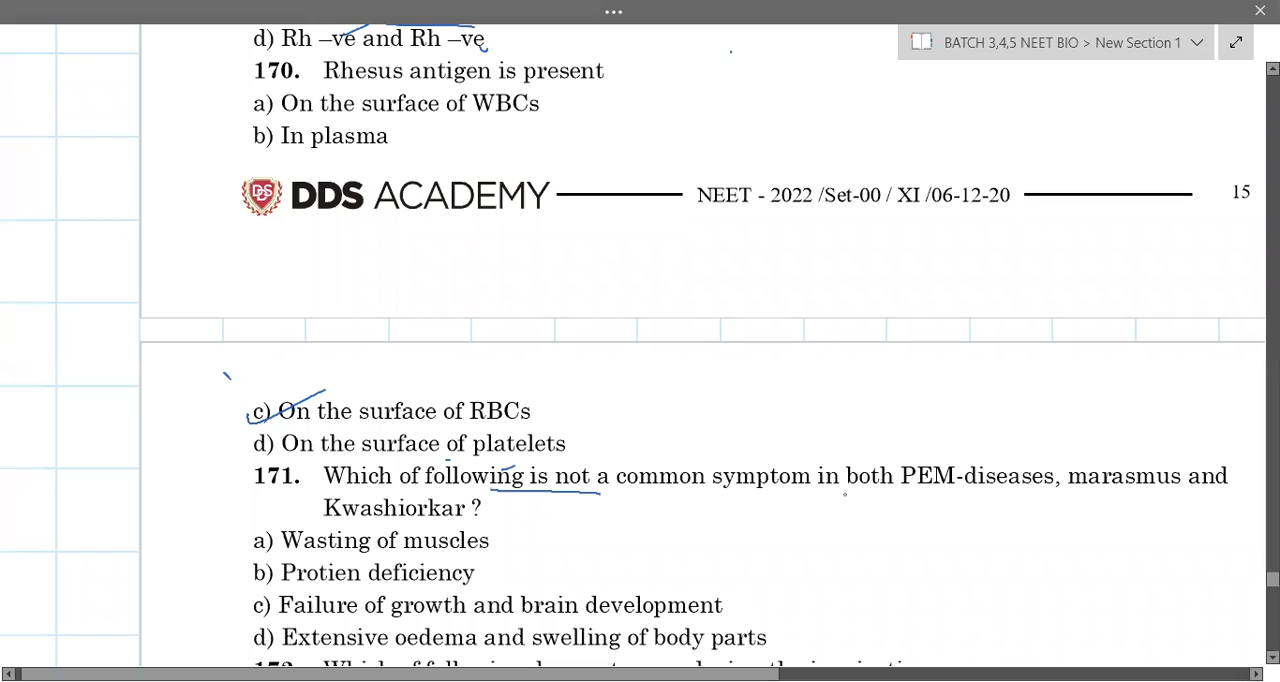 BATCH 3,4,5 NEET BIO > New Section 1
d) Rh –ve and Rh –ve
170. Rhesus antigen is present
a) On the surface of WBCs
b) In plasma
DDS ACADEMY NEET - 2022 /Set-00 / XI /06-12-20 15
c) On the surface of RBCs
d) On the surface of platelets
171. Which of following is not a common symptom in both PEM-diseases, marasmus and
Kwashiorkar ?
a) Wasting of muscles
b) Protien deficiency
c) Failure of growth and brain development
d) Extensive oedema and swelling of body parts